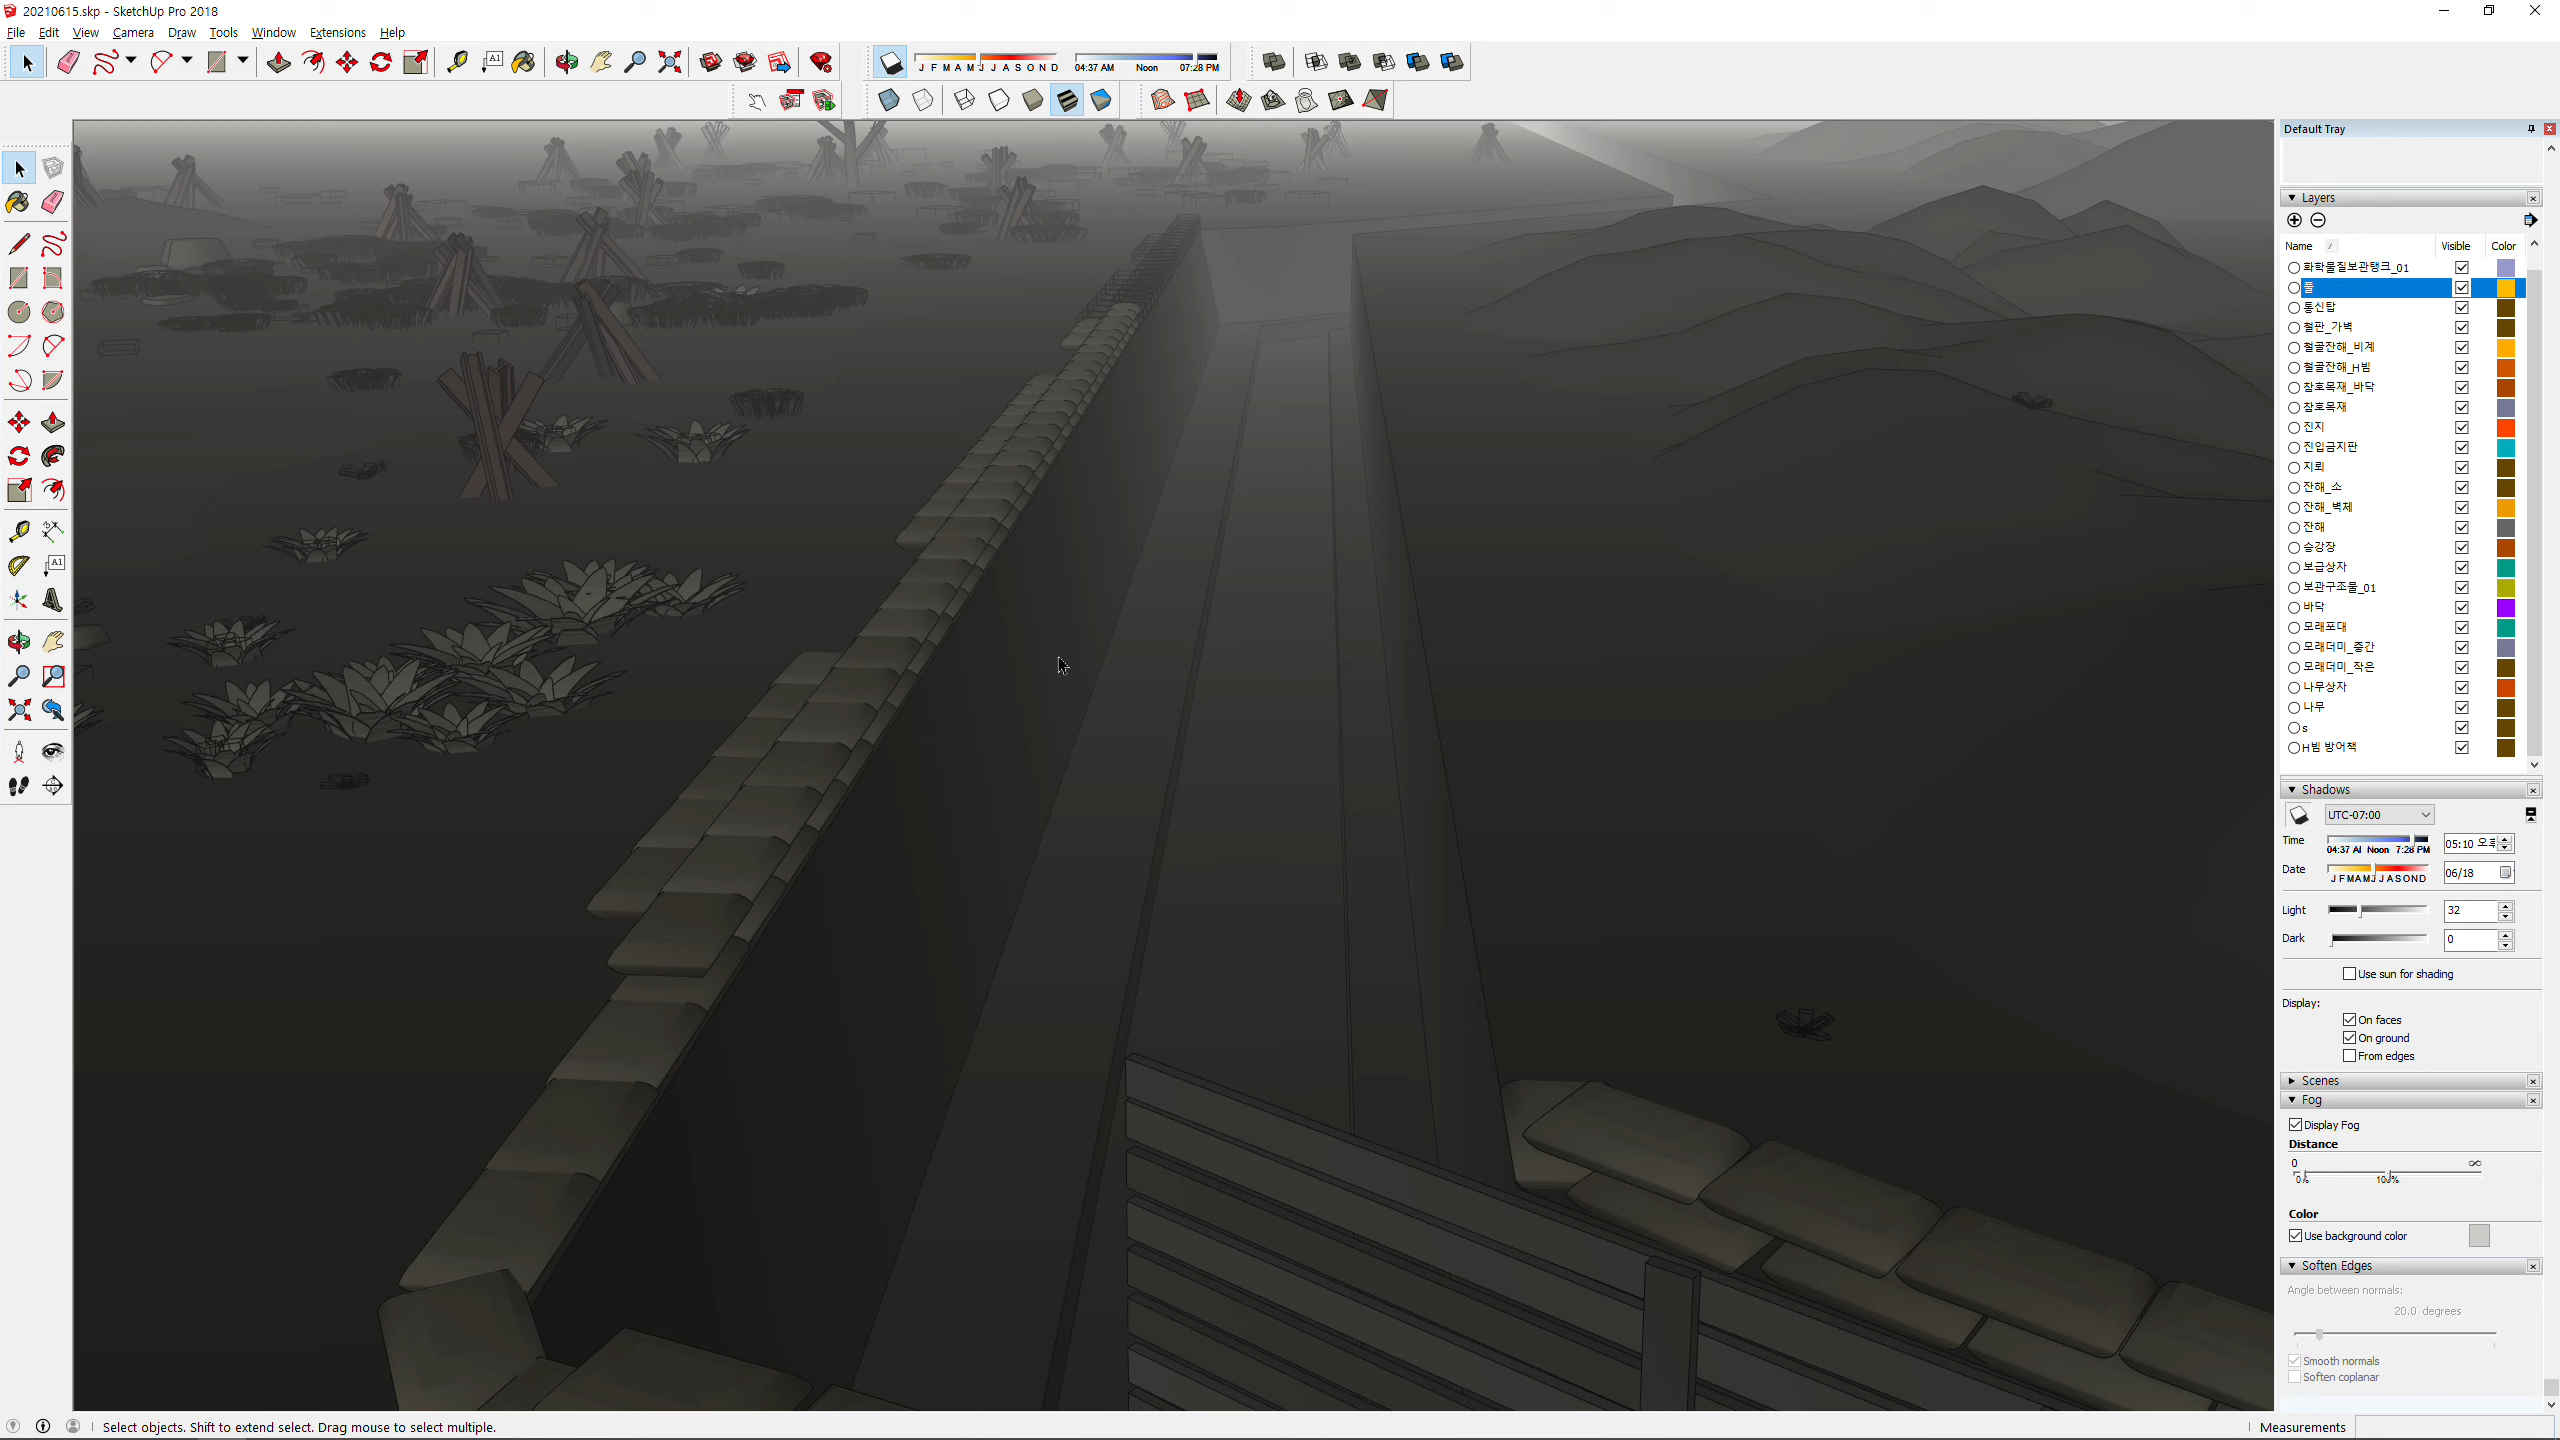 20210615.skp - SketchUp Pro 2018
File Edit View Camera Draw Tools Window Extensions Help
A1
J F M A M J J A S O N D
04:37 AM Noon 07:28 PM
Default Tray
Layers
Name Visible Color
화학물질보관탱크_01
풀
통신탑
철판_가벽
철골잔해_비계
철골잔해_H빔
참호목재_바닥
참호목재
진지
진입금지판
지뢰
잔해_소
잔해_벽체
잔해
승강장
보급상자
보관구조물_01
바닥
모래포대
모래더미_중간
모래더미_작은
나무상자
나무
s
H빔 방어책
A1
Shadows
UTC-07:00
Time 05:10 오후
04:37 AI Noon 7:28 PM
Date 06/18
J F M A M J J A S O N D
Light 32
Dark 0
Use sun for shading
Display:
On faces
On ground
From edges
Scenes
Fog
Display Fog
Distance
0 ∞
0% 100%
Color
Use background color
Soften Edges
Angle between normals:
20.0 degrees
Smooth normals
Soften coplanar
Select objects. Shift to extend select. Drag mouse to select multiple.
Measurements